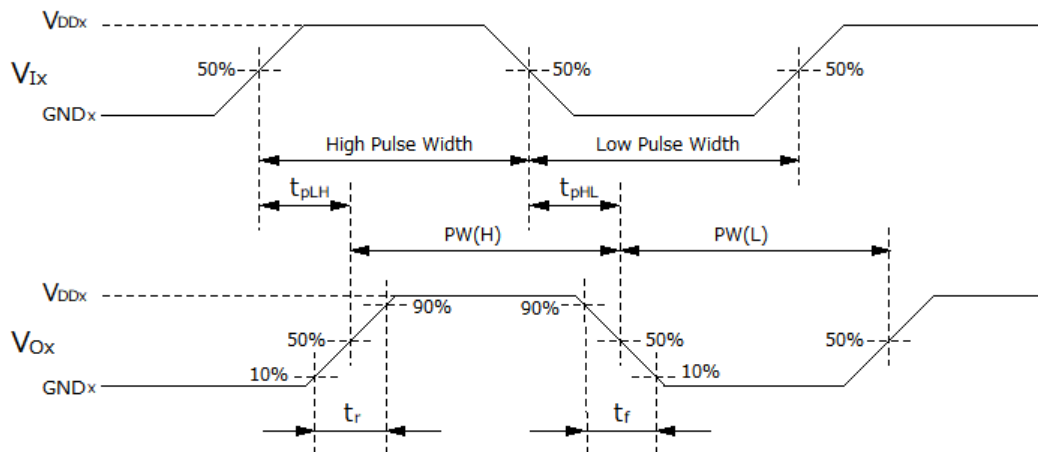 VDDx
50%
50%
50%
VIx
GNDx
High Pulse Width
Low Pulse Width
tpLH
tpHL
PW(H)
PW(L)
VDDx
90%
90%
VOx
50%
50%
50%
10%
10%
GNDx
tr
tf